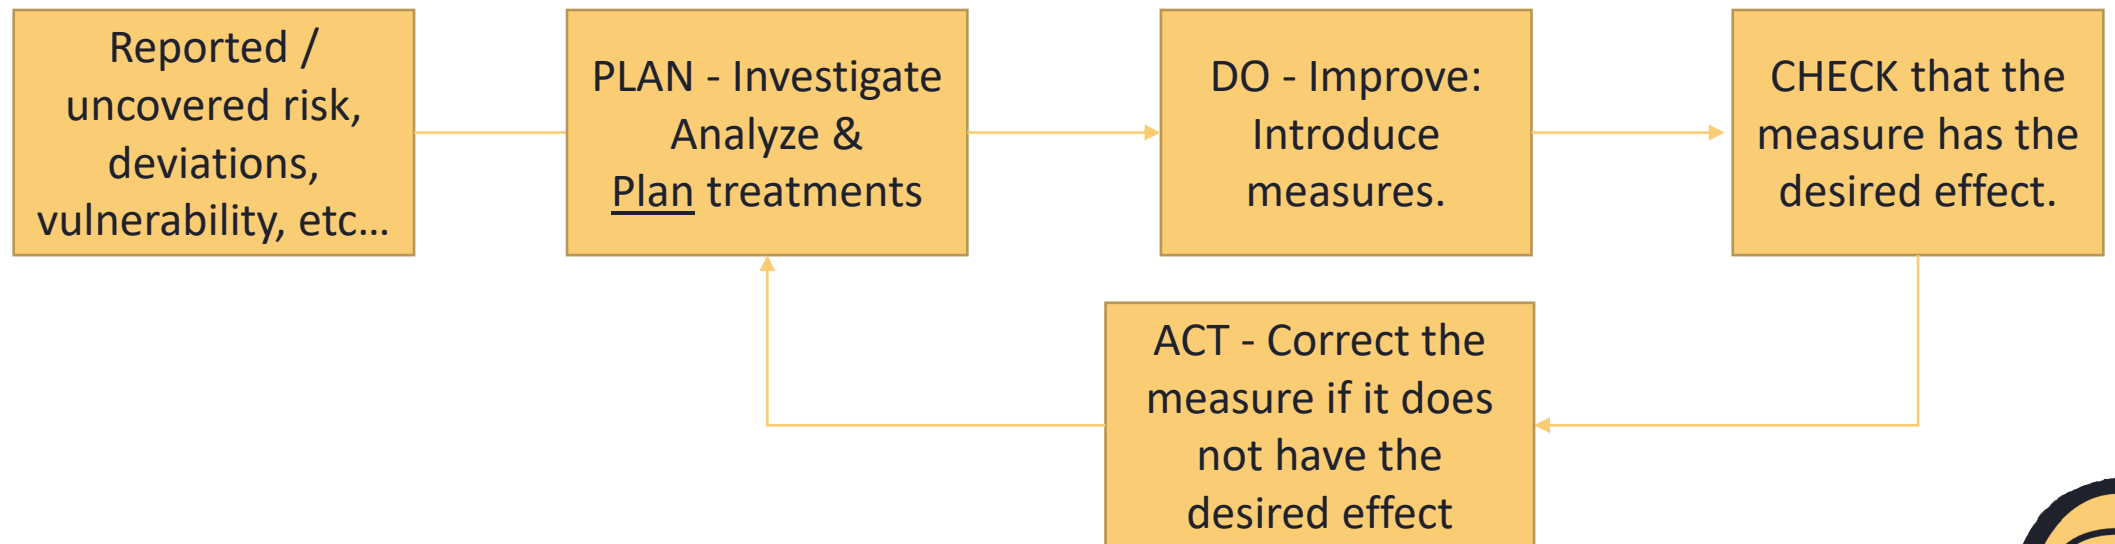 Reported /
uncovered risk,
deviations,
vulnerability, etc...
PLAN - Investigate
Analyze &
Plan treatments
DO - Improve:
Introduce
measures.
CHECK that the
measure has the
desired effect.
ACT - Correct the
measure if it does
not have the
desired effect